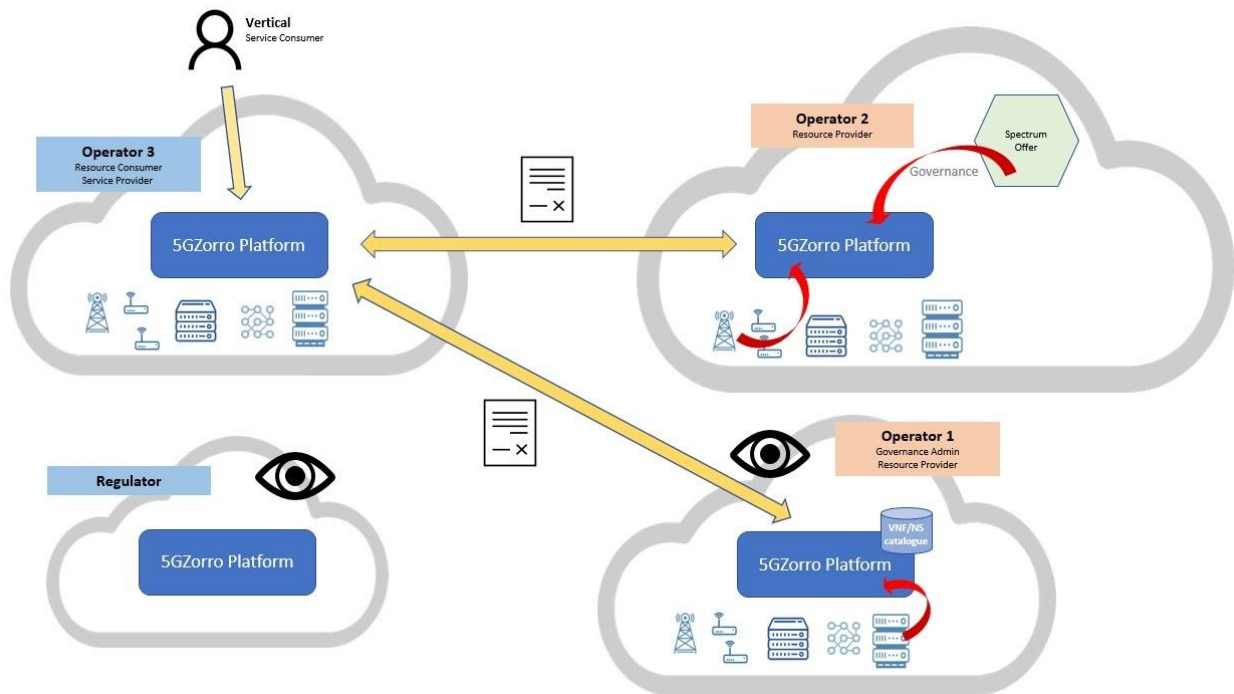 Vertical
Service Consumer
Operator 3
Resource Consumer
Service Provider
5GZorro Platform
Operator 2
Resource Provider
Spectrum
Offer
Governance
5GZorro Platform
Regulator
5GZorro Platform
Operator 1
Governance Admin
Resource Provider
VNF/NS
catalogue
5GZorro Platform